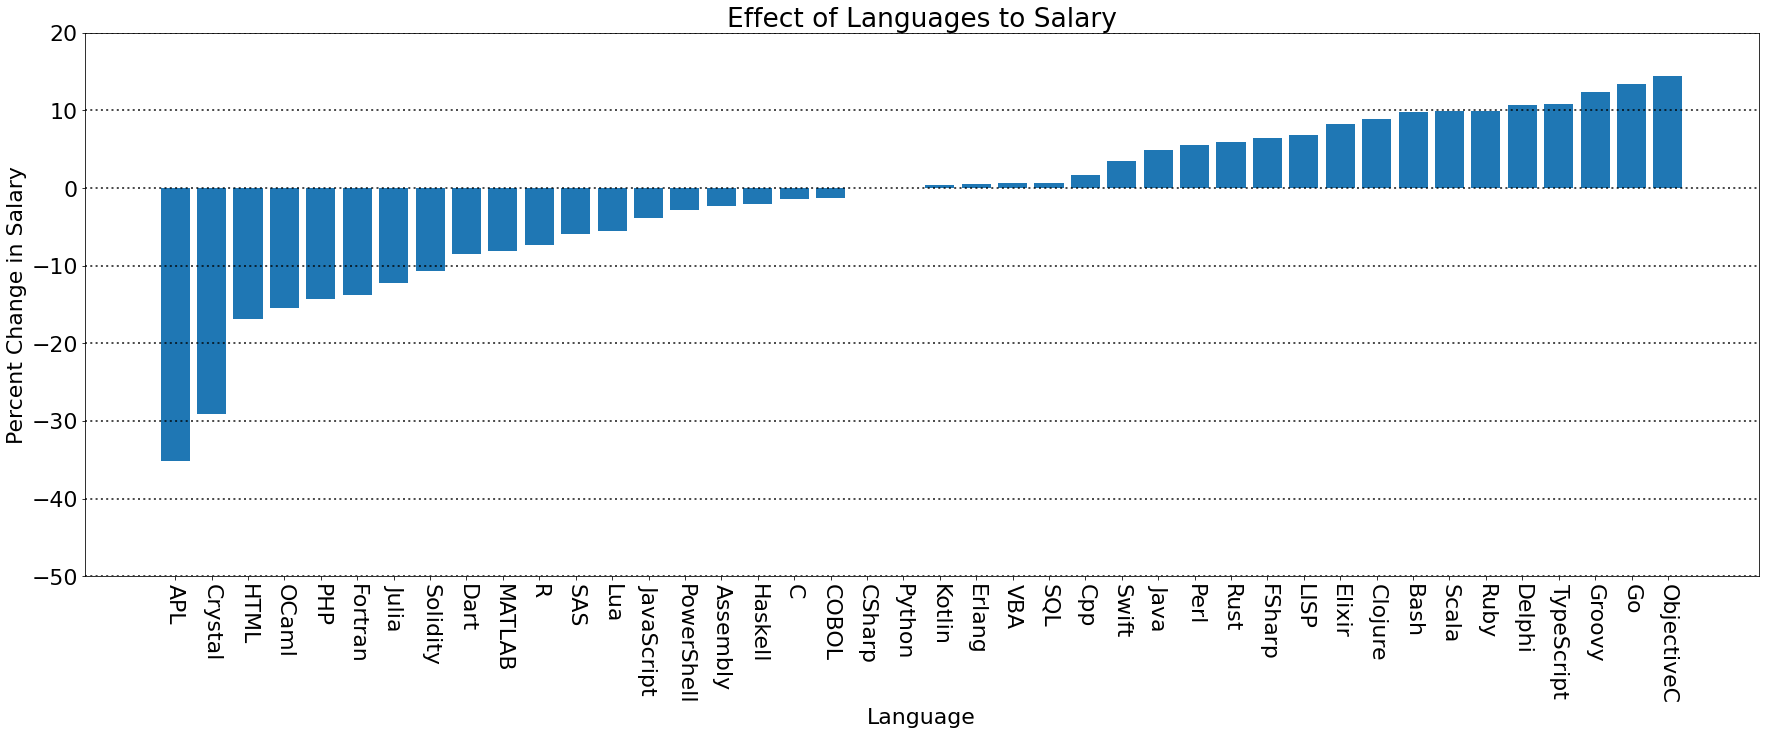 Effect of Languages to Salary
20
10
0
−10
−20
−30
−40
−50
Percent Change in Salary
APL
Crystal
HTML
OCaml
PHP
Fortran
Julia
Solidity
Dart
MATLAB
R
SAS
Lua
JavaScript
PowerShell
Assembly
Haskell
C
COBOL
CSharp
Python
Kotlin
Erlang
VBA
SQL
Cpp
Swift
Java
Perl
Rust
FSharp
LISP
Elixir
Clojure
Bash
Scala
Ruby
Delphi
TypeScript
Groovy
Go
ObjectiveC
Language